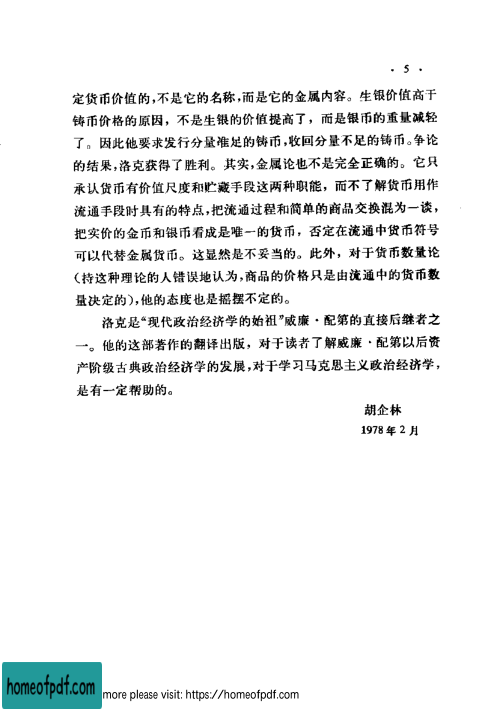 · 5 ·
定货币价值的，不是它的名称，而是它的金属内容。生银价值高于
铸币价格的原因，不是生银的价值提高了，而是银币的重量减轻
了。因此他要求发行分量准足的铸币，收回分量不足的铸币。争论
的结果，洛克获得了胜利。其实，金属论也不是完全正确的。它只
承认货币有价值尺度和贮藏手段这两种职能，而不了解货币用作
流通手段时具有的特点，把流通过程和简单的商品交换混为一谈，
把实价的金币和银币看成是唯一的货币，否定在流通中货币符号
可以代替金属货币。这显然是不妥当的。此外，对于货币数量论
（持这种理论的人错误地认为，商品的价格只是由流通中的货币数
量决定的），他的态度也是摇摆不定的。
洛克是“现代政治经济学的始祖”威廉·配第的直接后继者之
一。他的这部著作的翻译出版，对于读者了解威廉·配第以后资
产阶级古典政治经济学的发展，对于学习马克思主义政治经济学，
是有一定帮助的。
胡企林
1978年2月
homeofpdf.com
more please visit: https://homeofpdf.com